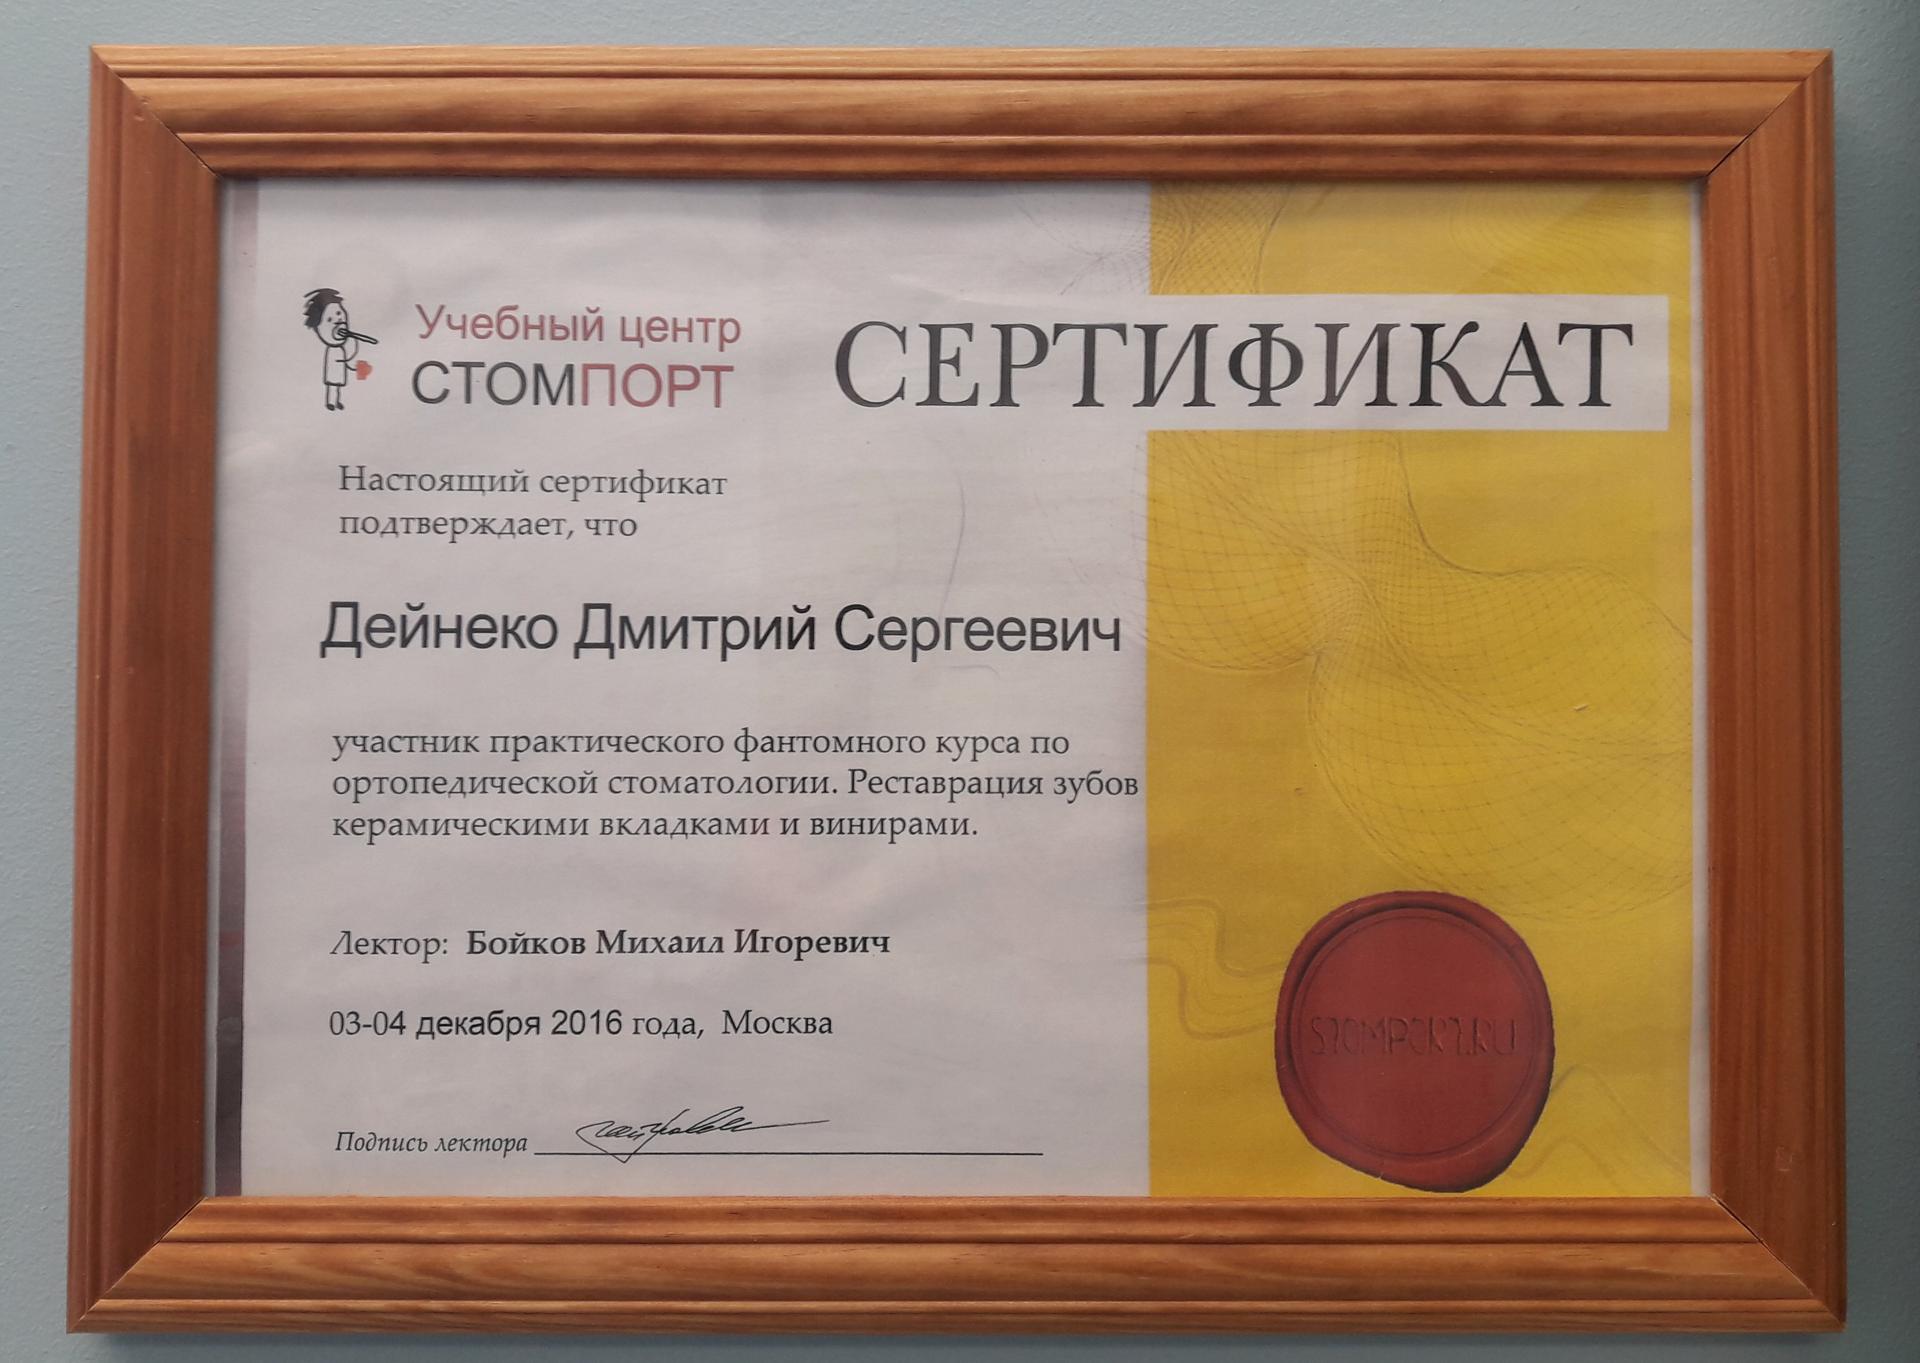 Учебный центр
СТОМПОРТ
СЕРТИФИКАТ
Настоящий сертификат
подтверждает, что
Дейнеко Дмитрий Сергеевич
участник практического фантомного курса по
ортопедической стоматологии. Реставрация зубов
керамическими вкладками и винирами.
Лектор: Бойков Михаил Игоревич
03-04 декабря 2016 года, Москва
Подпись лектора
STOMPORT.RU